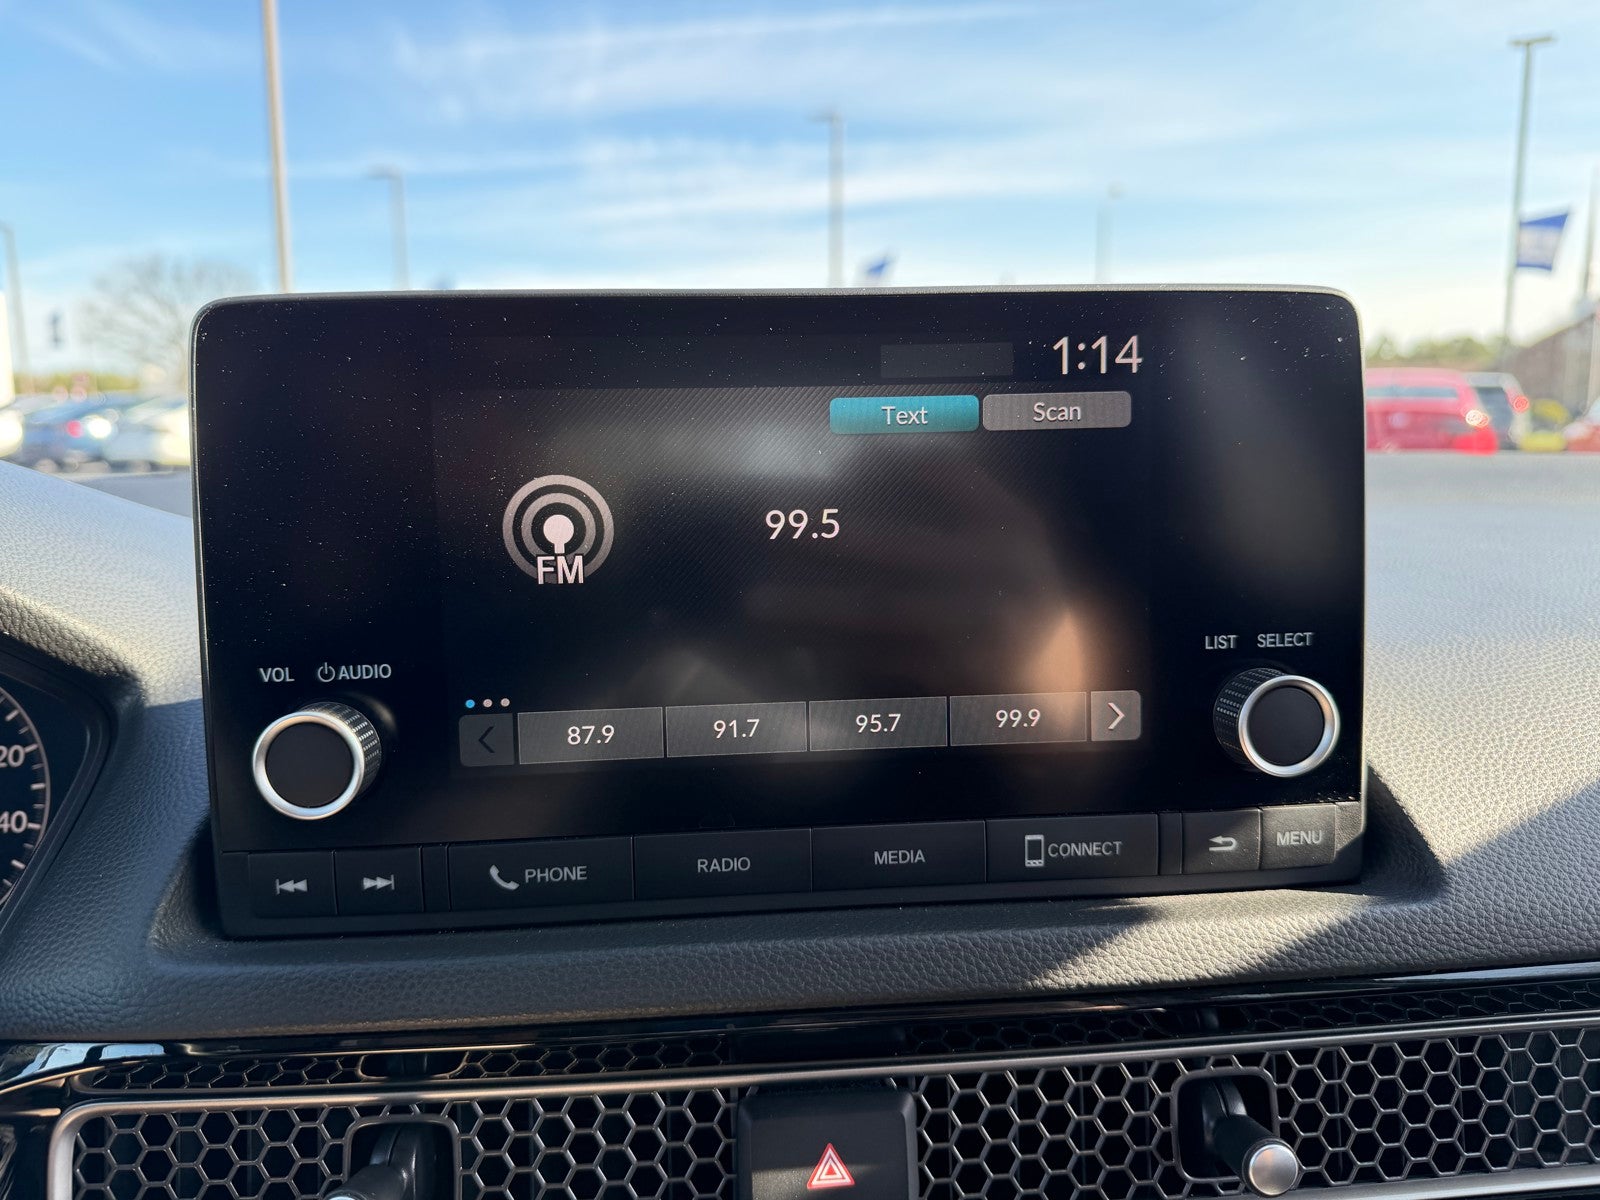 1:14
Text Scan
99.5
FM
LIST SELECT
VOL AUDIO
87.9 91.7 95.7 99.9
PHONE RADIO MEDIA CONNECT MENU
20
40